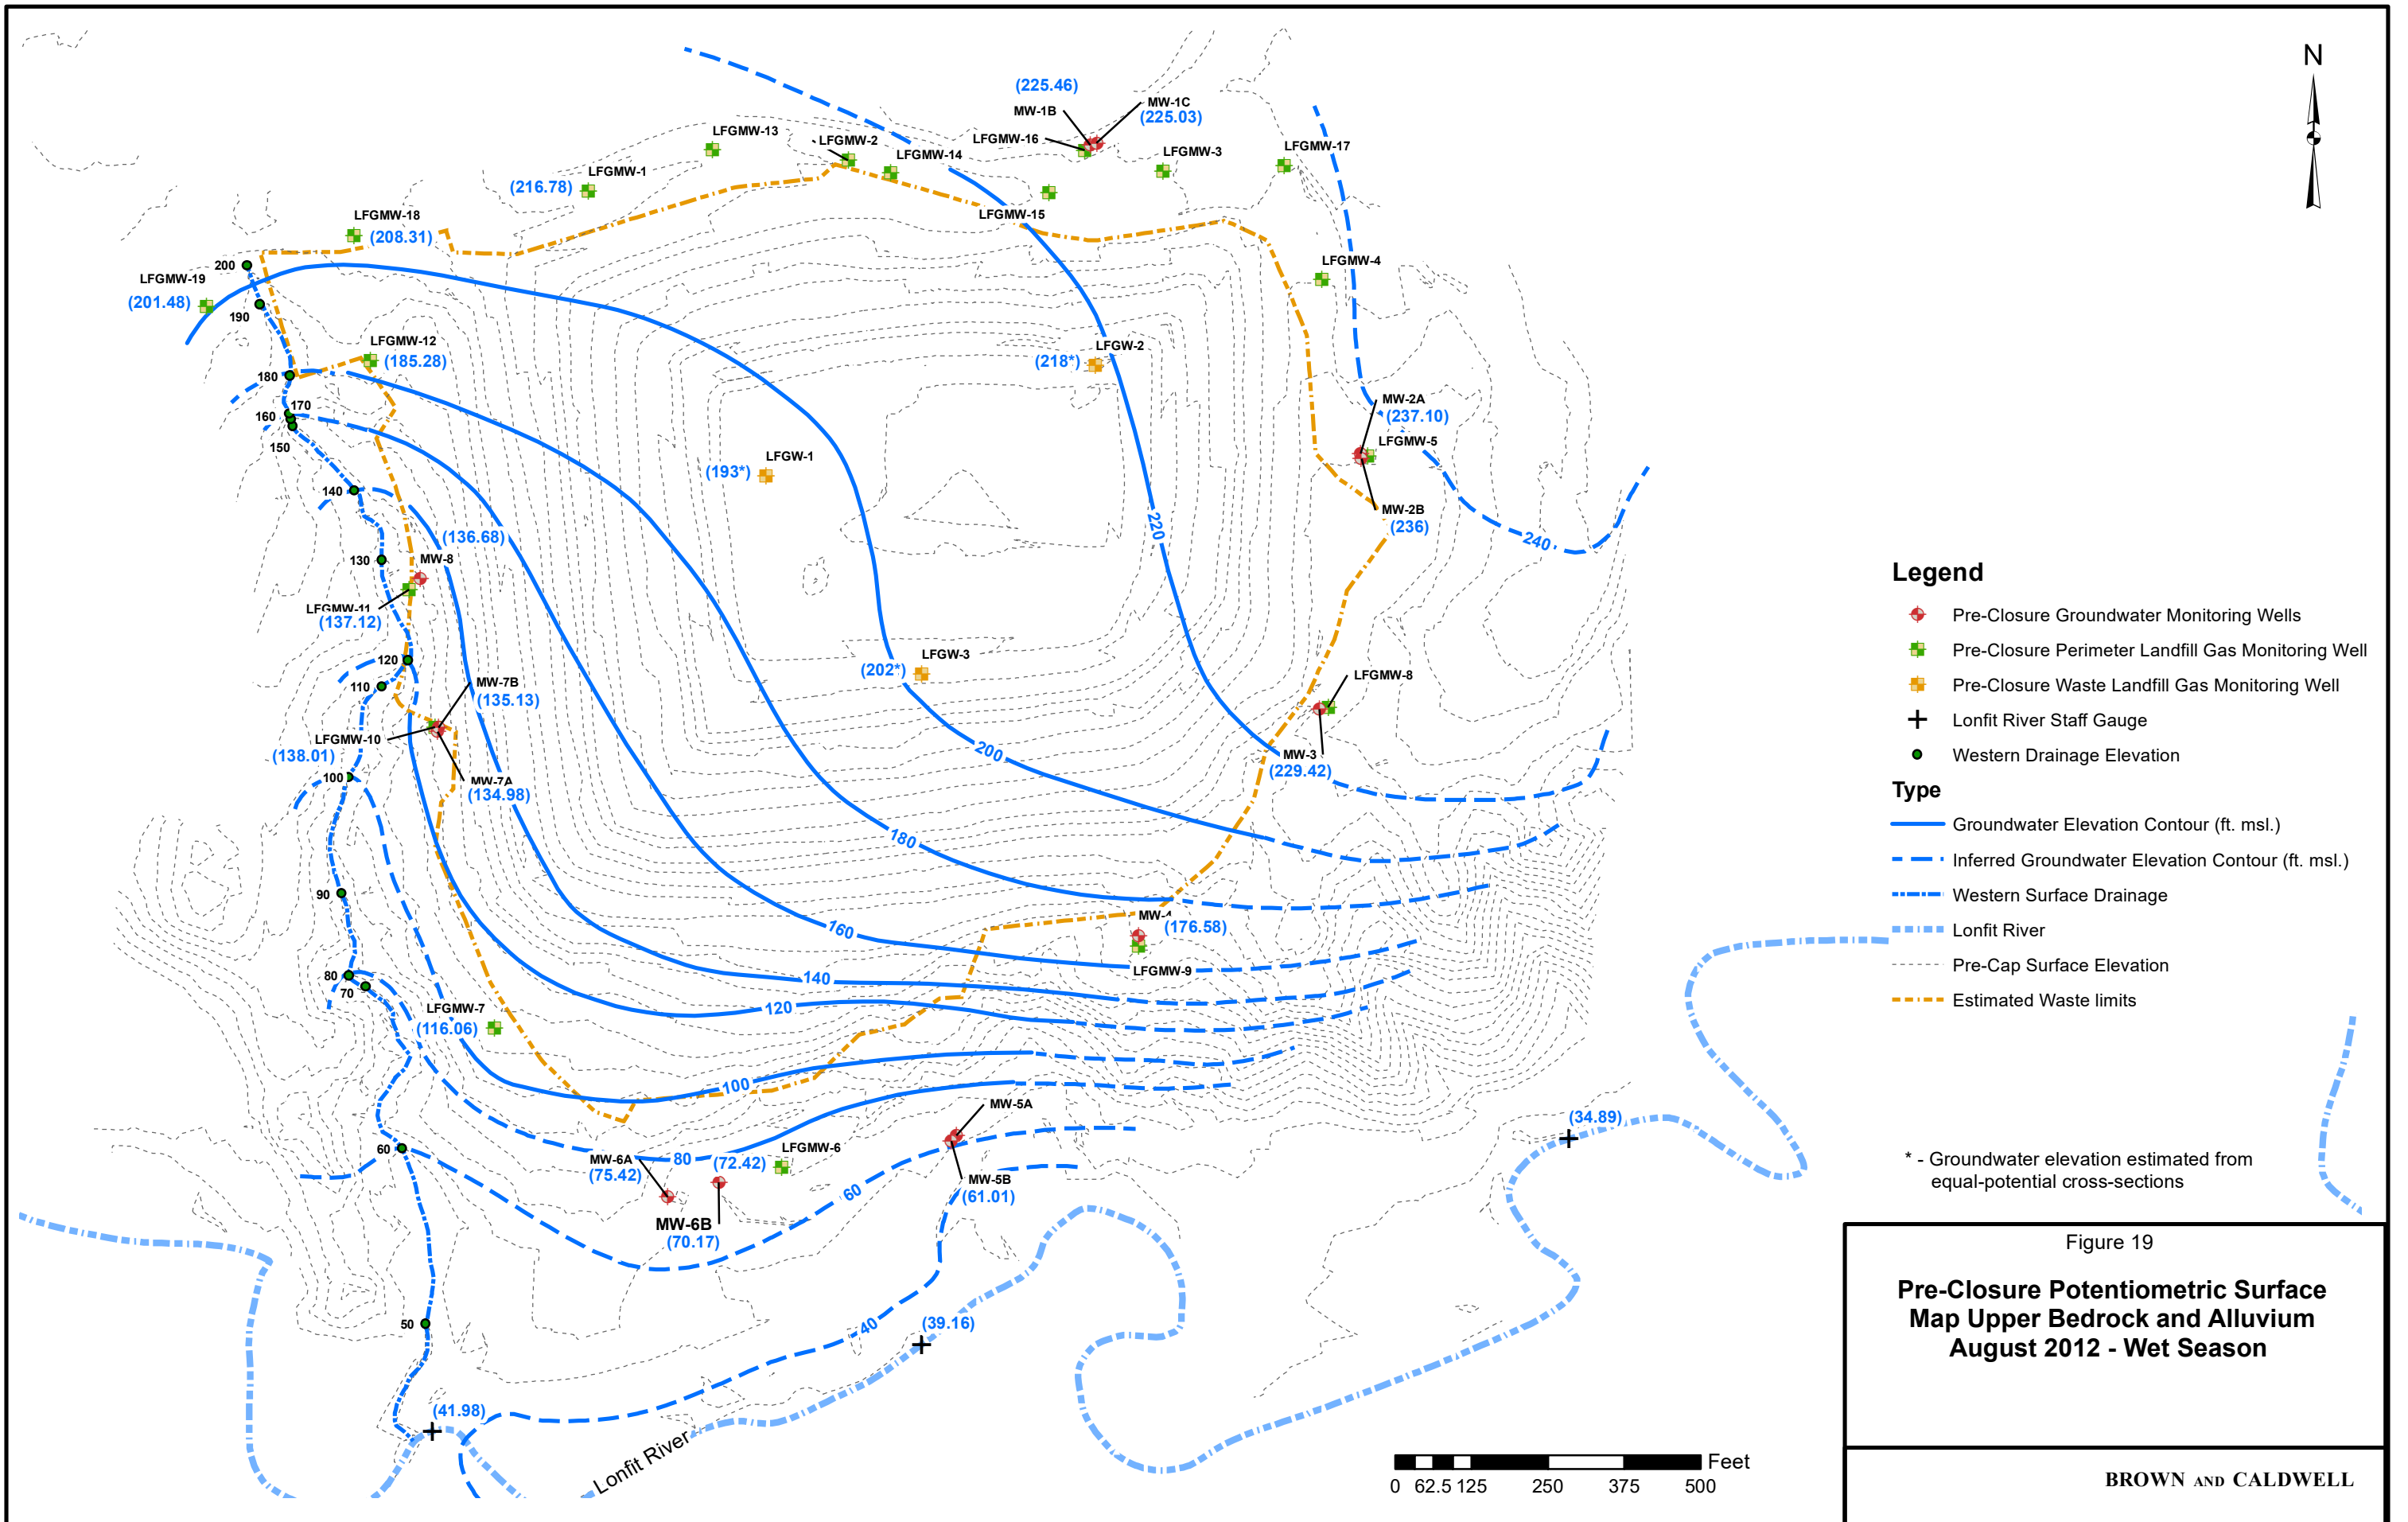 N
(225.46)
MW-1C
MW-1B
(225.03)
LFGMW-13
LFGMW-2
LFGMW-16
LFGMW-17
LFGMW-14
LFGMW-3
LFGMW-1
(216.78)
LFGMW-15
LFGMW-18
(208.31)
200
LFGMW-4
LFGMW-19
(201.48)
190
LFGMW-12
(185.28)
LFGW-2
(218*)
180
MW-2A
(237.10)
170
160
150
LFGMW-5
LFGW-1
(193*)
140
MW-2B
(236)
220
240
(136.68)
MW-8
130
LFGMW-11
(137.12)
120
LFGW-3
(202*)
110
MW-7B
(135.13)
LFGMW-8
LFGMW-10
(138.01)
200
MW-3
(229.42)
100
MW-7A
(134.98)
180
90
MW-4
(176.58)
160
LFGMW-9
80
140
70
120
LFGMW-7
(116.06)
100
MW-5A
(34.89)
60
LFGMW-6
MW-6A
(75.42)
80
(72.42)
MW-5B
(61.01)
60
MW-6B
(70.17)
50
40
(39.16)
(41.98)
Lonfit River
Legend
Pre-Closure Groundwater Monitoring Wells
Pre-Closure Perimeter Landfill Gas Monitoring Well
Pre-Closure Waste Landfill Gas Monitoring Well
Lonfit River Staff Gauge
Western Drainage Elevation
Type
Groundwater Elevation Contour (ft. msl.)
Inferred Groundwater Elevation Contour (ft. msl.)
Western Surface Drainage
Lonfit River
Pre-Cap Surface Elevation
Estimated Waste limits
* - Groundwater elevation estimated from
equal-potential cross-sections
Feet
0 62.5 125 250 375 500
Figure 19
Pre-Closure Potentiometric Surface
Map Upper Bedrock and Alluvium
August 2012 - Wet Season
BROWN AND CALDWELL